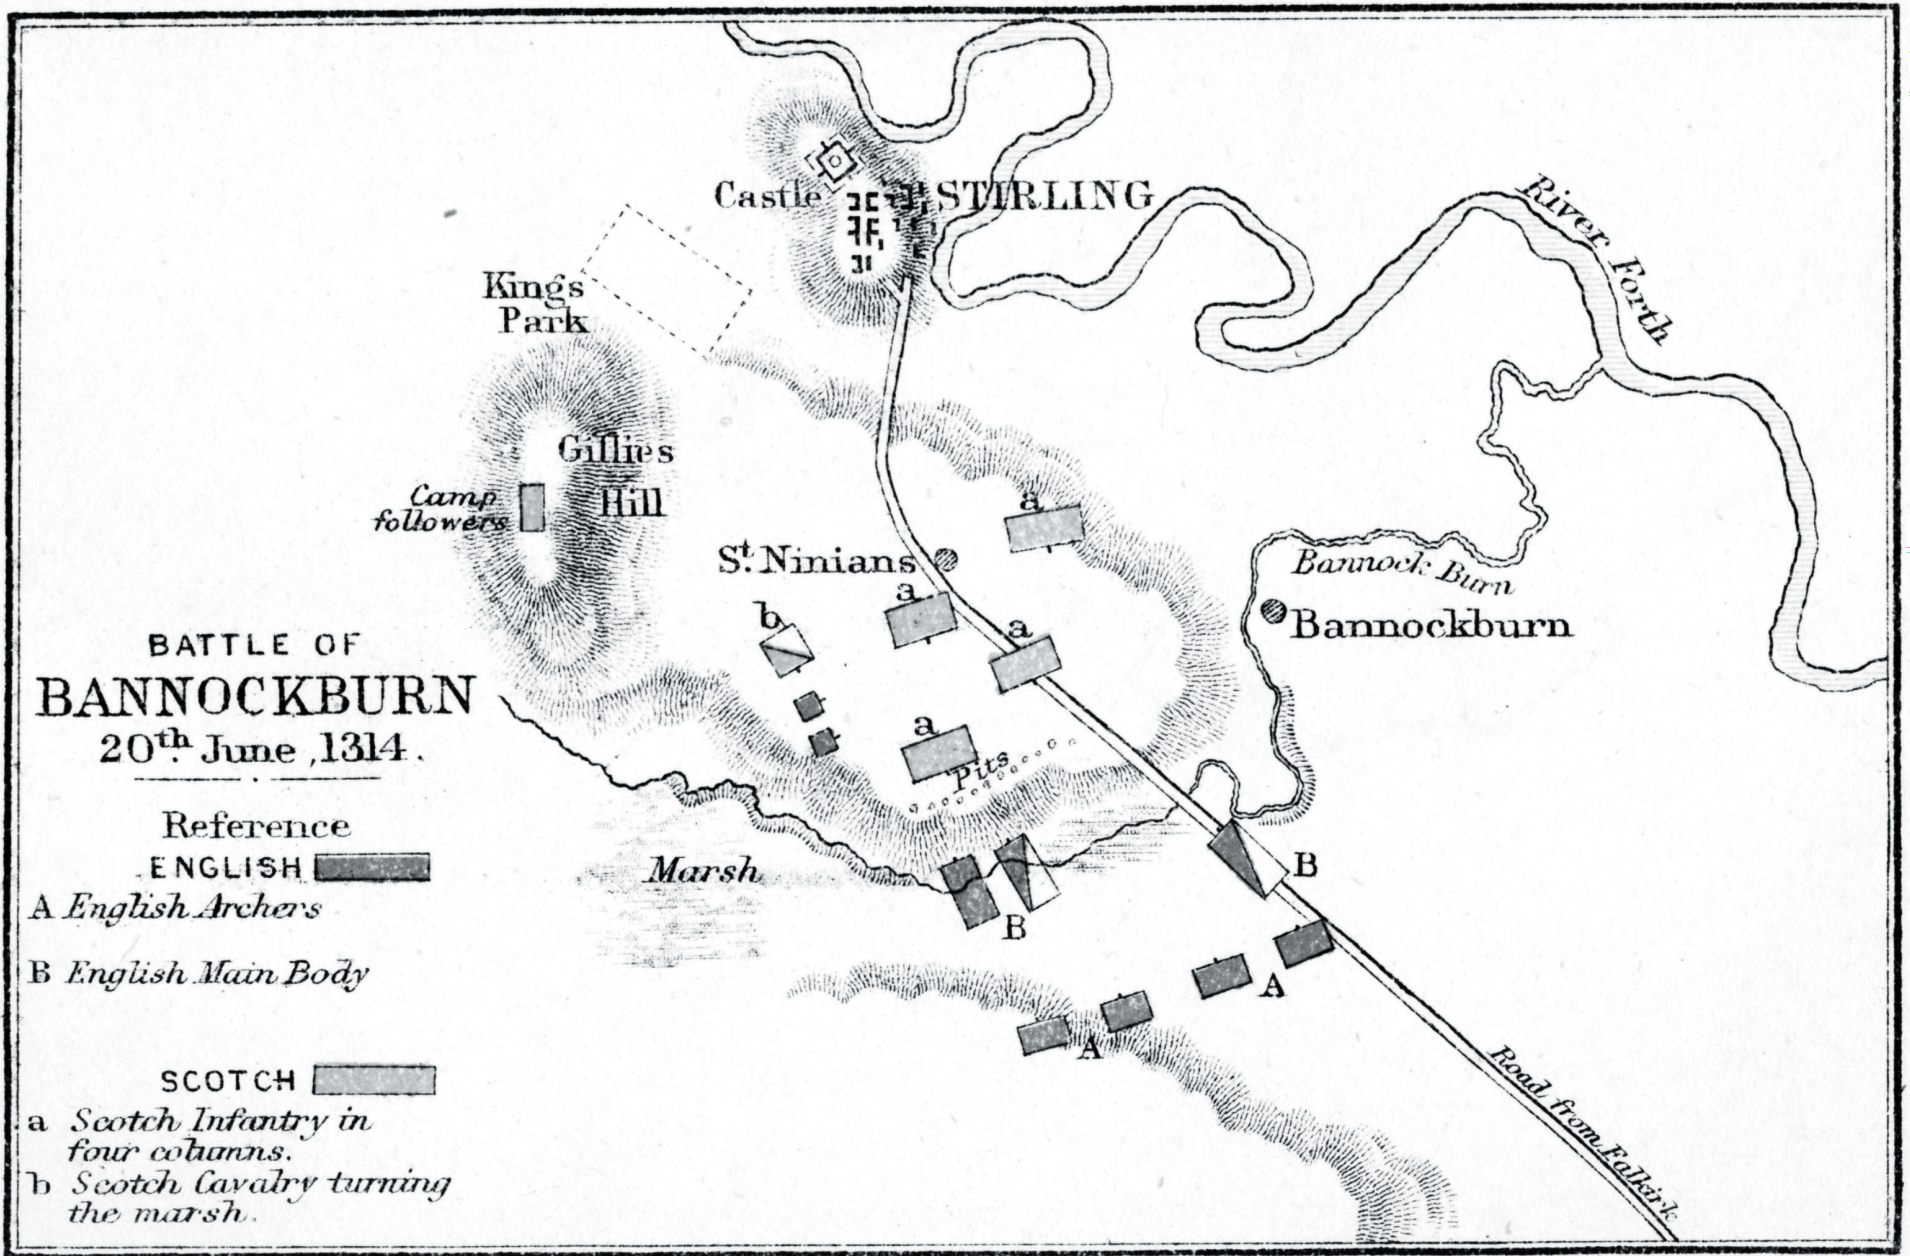 Castle
STIRLING
River Forth
Kings
Park
Gillies
Hill
Camp
followers
a
St. Ninians
a
b
a
Bannock Burn
Bannockburn
a
Pits
Marsh
B
B
A
A
Road from Falkirk
BATTLE OF
BANNOCKBURN
20th. June, 1314.
Reference
ENGLISH
A English Archers
B English Main Body
SCOTCH
a Scotch Infantry in
four columns.
b Scotch Cavalry turning
the marsh.